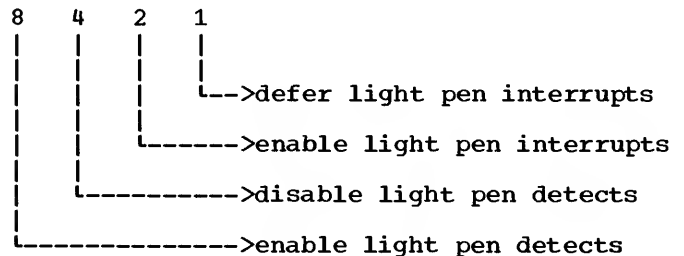 8 4 2 1
>defer light pen interrupts
>enable light pen interrupts
>disable light pen detects
>enable light pen detects